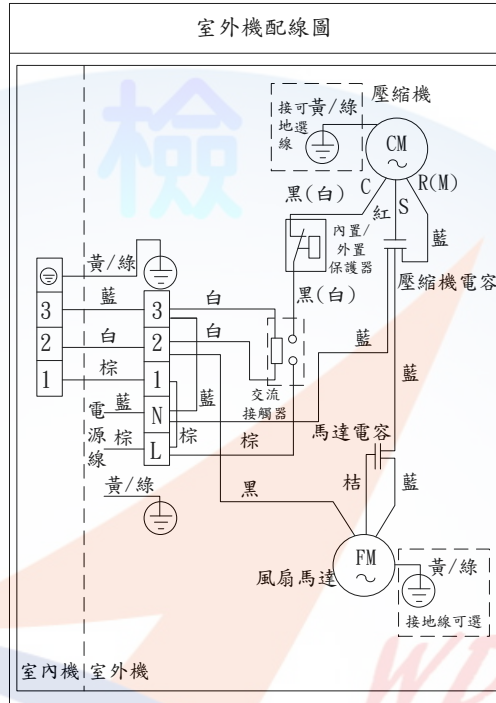 室外機配線圖
接可 黃/綠
地選
線
壓縮機
CM
~
C
S
R(M)
黑(白)
紅
藍
內置/
外置
保護器
黃/綠
壓縮機電容
黑(白)
3
藍
3
白
2
白
2
白
藍
1
棕
1
藍
藍
交流
接觸器
電
源
線
藍
N
棕
L
棕
棕
馬達電容
黃/綠
黑
桔
藍
FM
~
風扇馬達
黃/綠
接地線可選
室內機
室外機
檢
WD